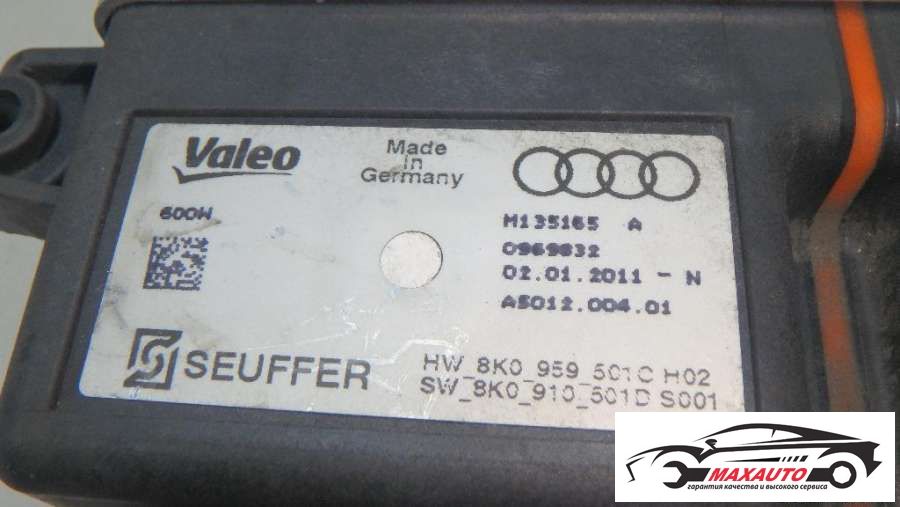 Valeo
Made
in
Germany
600W
M135165 A
0969832
02.01.2011 - N
A5012.004.01
SEUFFER
HW_8K0_959_501C H02
SW_8K0_910_501D S001
MAXAUTO
гарантия качества и высокого сервиса